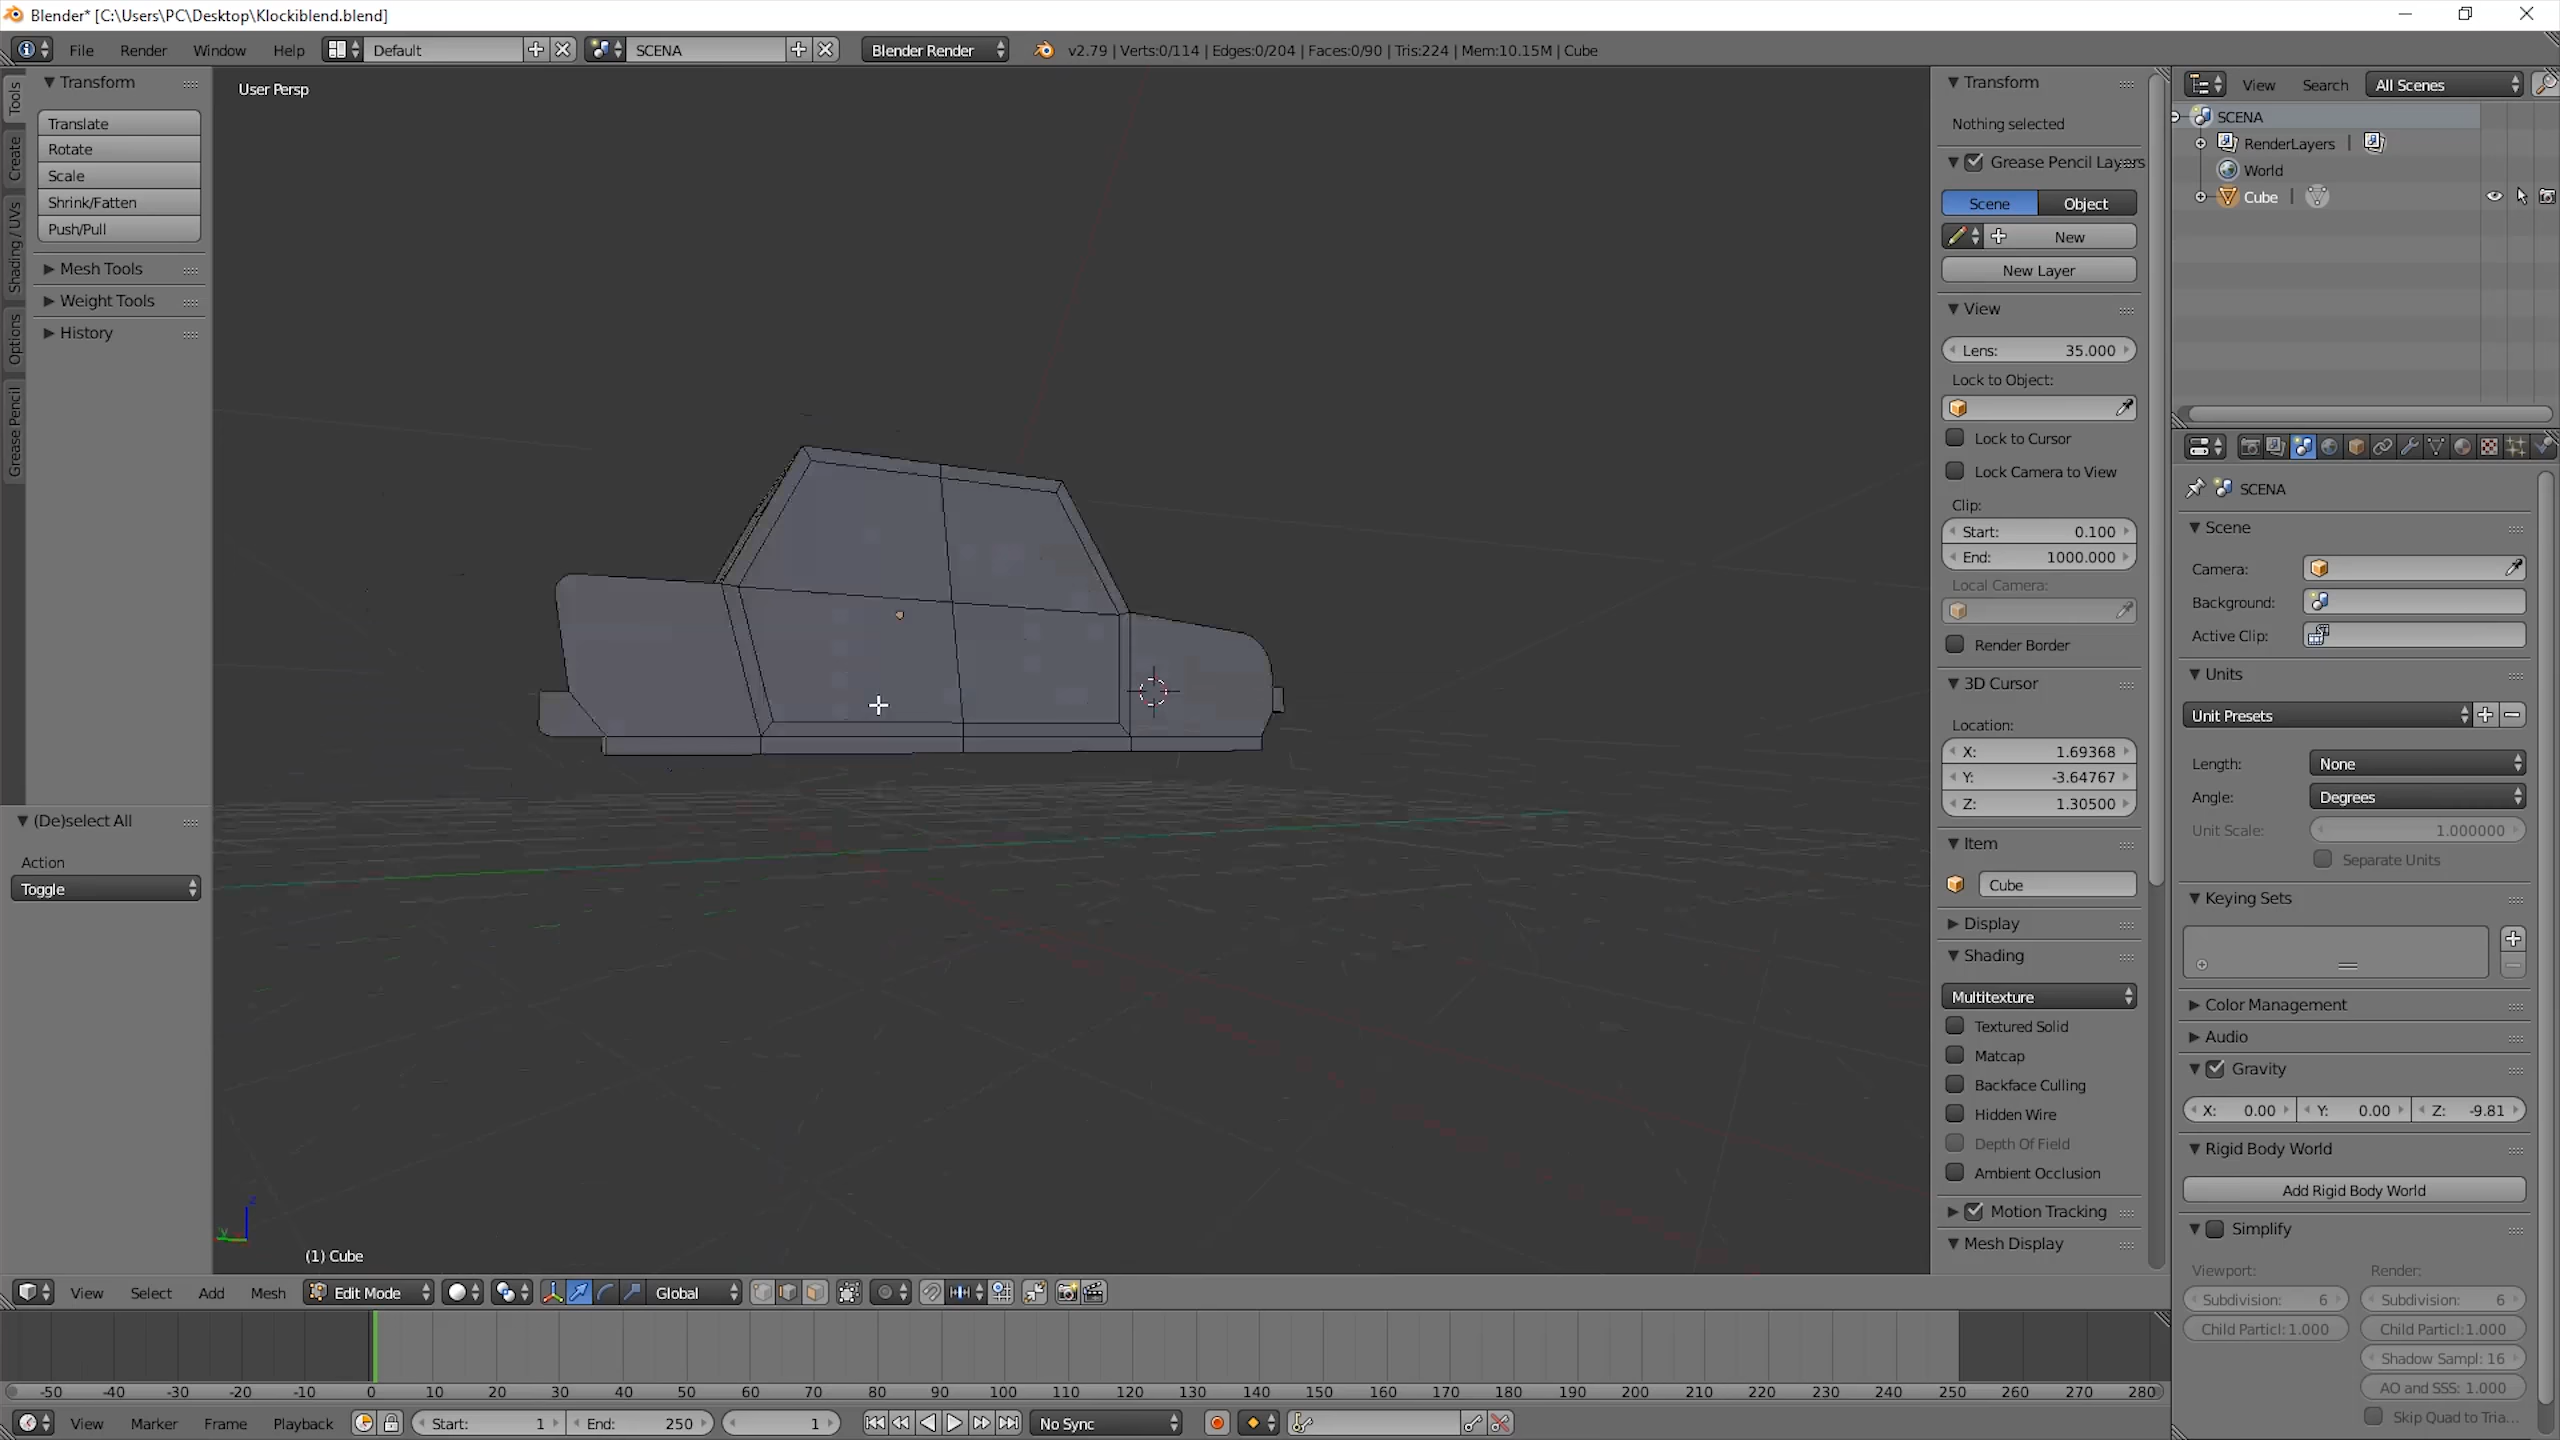 Blender* [C:\Users\PC\Desktop\Klockiblend.blend]
File Render Window Help Default SCENA Blender Render v2.79 | Verts:0/114 | Edges:0/204 | Faces:0/90 | Tris:224 | Mem:10.15M | Cube
Tools
Create
Shading / UVs
Options
Grease Pencil
Transform
Translate
Rotate
Scale
Shrink/Fatten
Push/Pull
Mesh Tools
Weight Tools
History
(De)select All
Action
Toggle
User Persp
(1) Cube
Transform
Nothing selected
Grease Pencil Layers
Scene Object
New
New Layer
View
Lens: 35.000
Lock to Object:
Lock to Cursor
Lock Camera to View
Clip:
Start: 0.100
End: 1000.000
Local Camera:
Render Border
3D Cursor
Location:
X: 1.69368
Y: -3.64767
Z: 1.30500
Item
Cube
Display
Shading
Multitexture
Textured Solid
Matcap
Backface Culling
Hidden Wire
Depth Of Field
Ambient Occlusion
Motion Tracking
Mesh Display
View Search All Scenes
SCENA
RenderLayers |
World
Cube |
SCENA
Scene
Camera:
Background:
Active Clip:
Units
Unit Presets
Length: None
Angle: Degrees
Unit Scale: 1.000000
Separate Units
Keying Sets
Color Management
Audio
Gravity
X: 0.00 Y: 0.00 Z: -9.81
Rigid Body World
Add Rigid Body World
Simplify
Viewport: Render:
Subdivision: 6 Subdivision: 6
Child Particl: 1.000 Child Particl: 1.000
Shadow Sampl: 16
AO and SSS: 1.000
Skip Quad to Tria...
View Select Add Mesh Edit Mode Global
-50 -40 -30 -20 -10 0 10 20 30 40 50 60 70 80 90 100 110 120 130 140 150 160 170 180 190 200 210 220 230 240 250 260 270 280
View Marker Frame Playback Start: 1 End: 250 1 No Sync
z
y